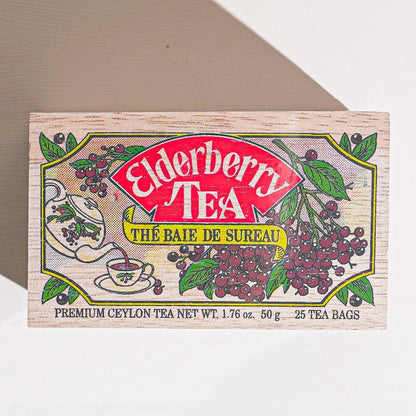 Elderberry
TEA
THÉ BAIE DE SUREAU
PREMIUM CEYLON TEA NET WT. 1.76 oz. 50 g 25 TEA BAGS